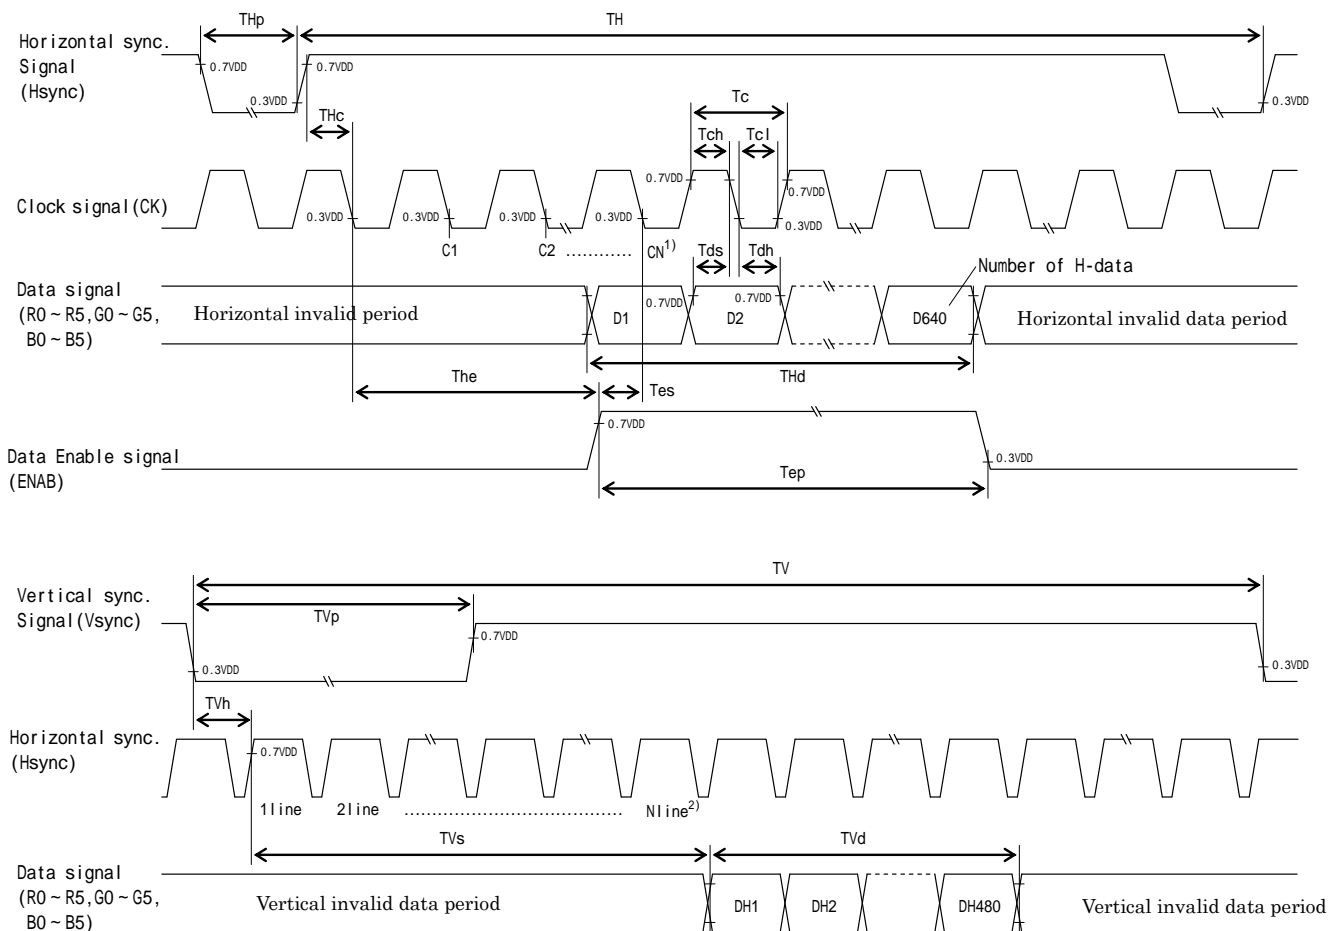 THp
TH
Horizontal sync.
Signal
(Hsync)
0.7VDD
0.7VDD
0.3VDD
0.3VDD
THc
Tc
Tch
Tcl
Clock signal(CK)
0.7VDD
0.7VDD
0.3VDD
0.3VDD
0.3VDD
0.3VDD
0.3VDD
C1
C2
............
CN1)
Tds
Tdh
Number of H-data
Data signal
(R0~R5,G0~G5,
B0~B5)
Horizontal invalid period
D1
0.7VDD
D2
0.7VDD
D640
Horizontal invalid data period
The
Tes
THd
Data Enable signal
(ENAB)
0.7VDD
0.3VDD
Tep
TV
Vertical sync.
Signal(Vsync)
TVp
0.7VDD
0.3VDD
0.3VDD
TVh
Horizontal sync.
(Hsync)
0.7VDD
1line
2line
.......................................
Nline2)
TVs
TVd
Data signal
(R0~R5,G0~G5,
B0~B5)
Vertical invalid data period
DH1
DH2
DH480
Vertical invalid data period